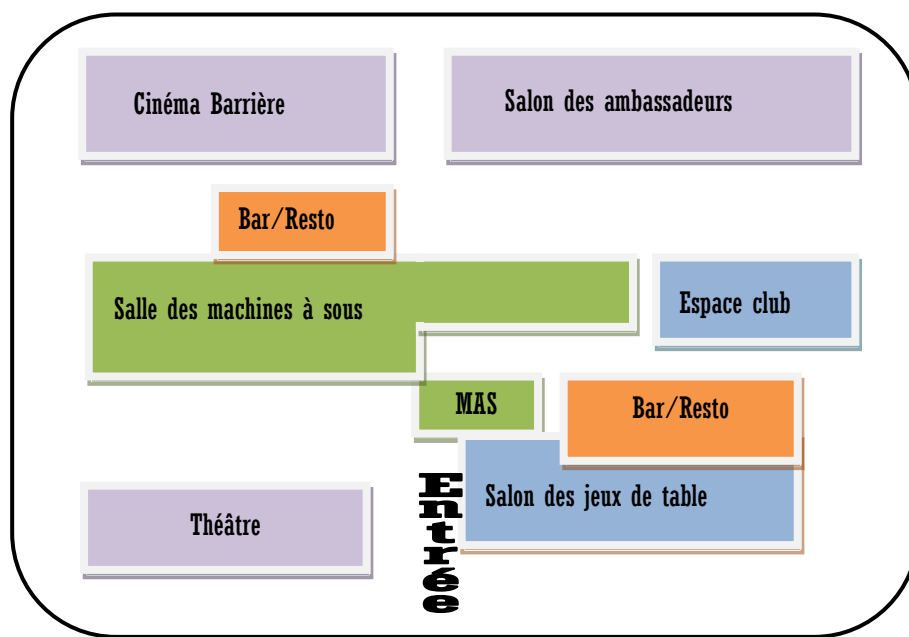 Cinéma Barrière
Salon des ambassadeurs
Bar/Resto
Salle des machines à sous
Espace club
MAS
Bar/Resto
Salon des jeux de table
Théâtre
Entrée